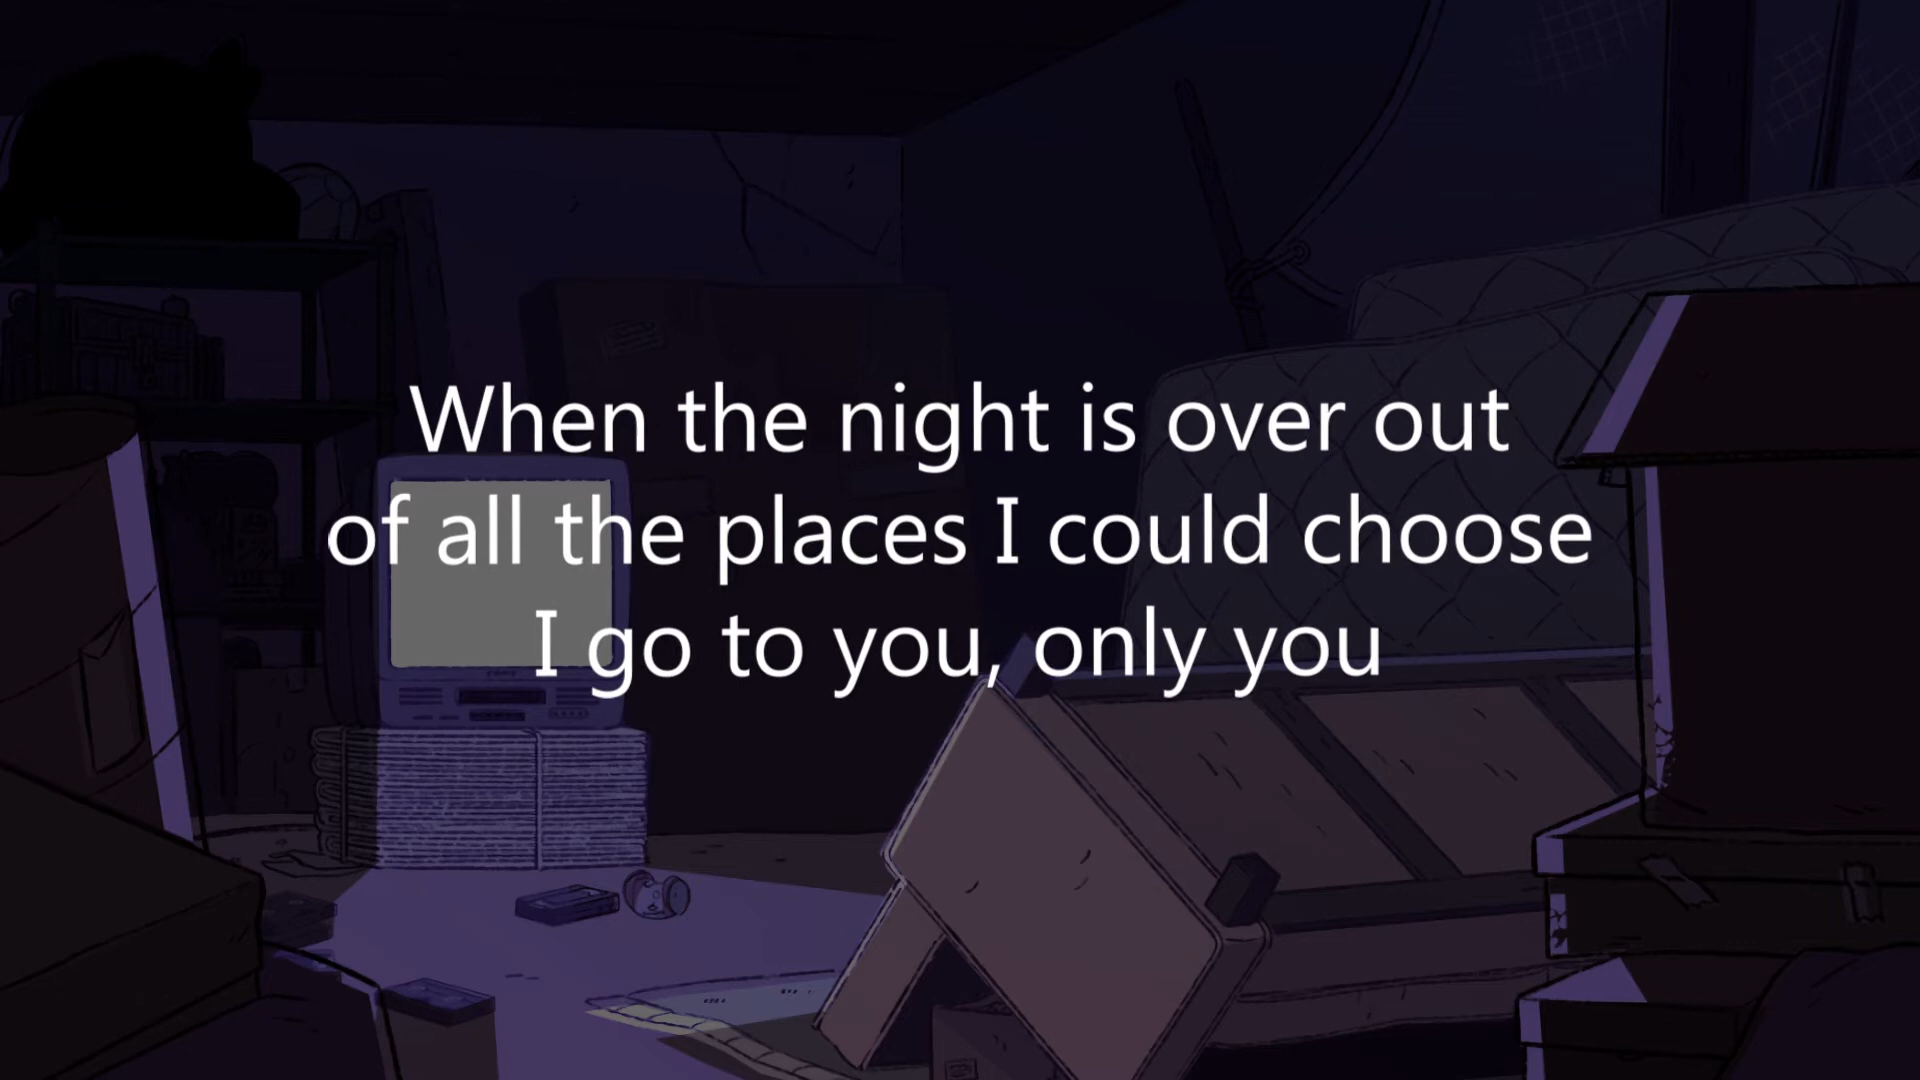 When the night is over out
of all the places I could choose
I go to you, only you